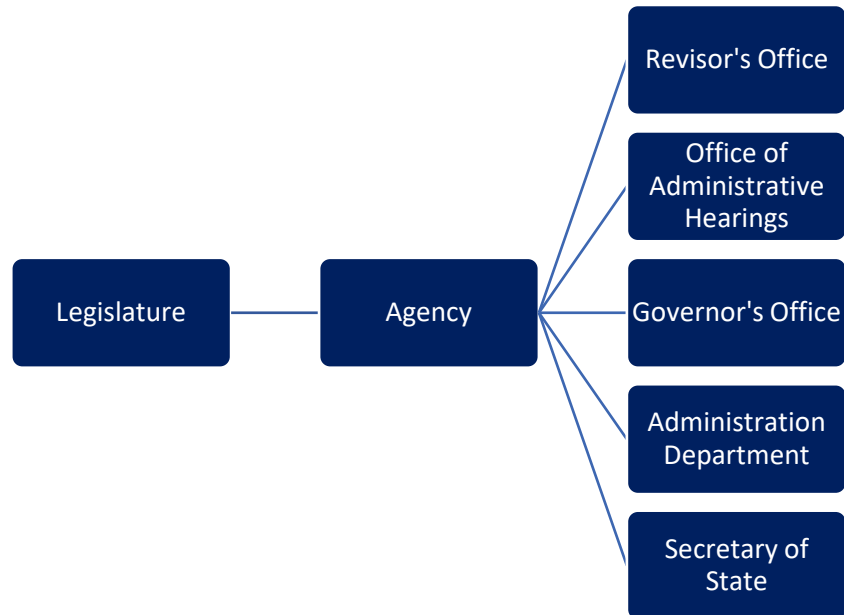 Legislature
Agency
Revisor's Office
Office of
Administrative
Hearings
Governor's Office
Administration
Department
Secretary of
State